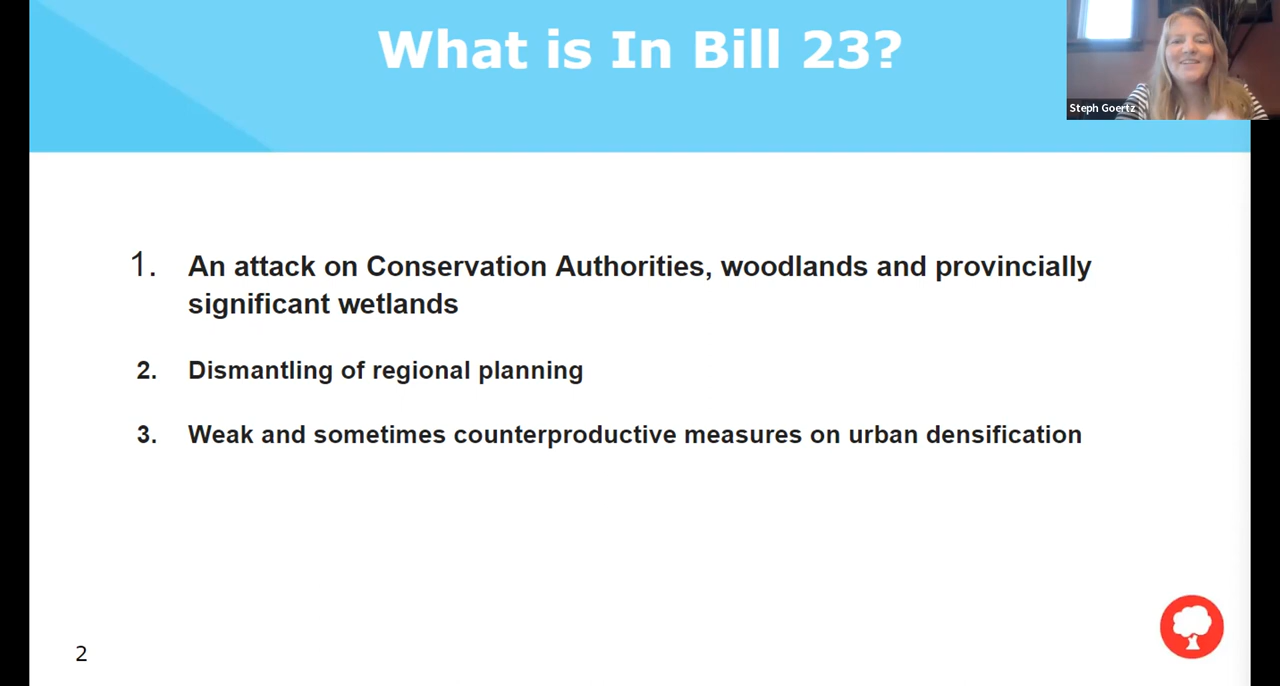 What is In Bill 23?
Steph Goertz
1. An attack on Conservation Authorities, woodlands and provincially
significant wetlands
2. Dismantling of regional planning
3. Weak and sometimes counterproductive measures on urban densification
2